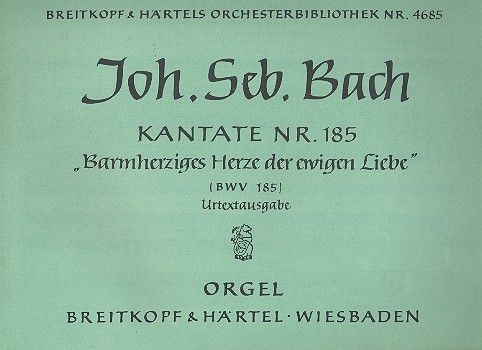 BREITKOPF & HÄRTELS ORCHESTERBIBLIOTHEK NR. 4685
Joh. Seb. Bach
KANTATE NR. 185
„Barmherziges Herze der ewigen Liebe"
(BWV 185)
Urtextausgabe
ORGEL
BREITKOPF & HÄRTEL · WIESBADEN